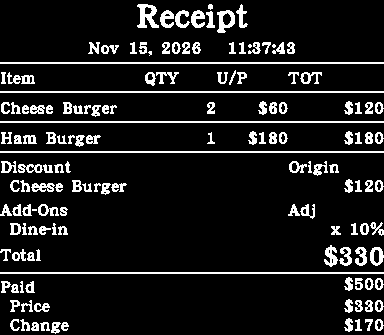 Receipt
Nov 15, 2026 11:37:43
Item QTY U/P TOT
Cheese Burger 2 $60 $120
Ham Burger 1 $180 $180
Discount Origin
Cheese Burger $120
Add-Ons Adj
Dine-in x 10%
Total $330
Paid $500
Price $330
Change $170